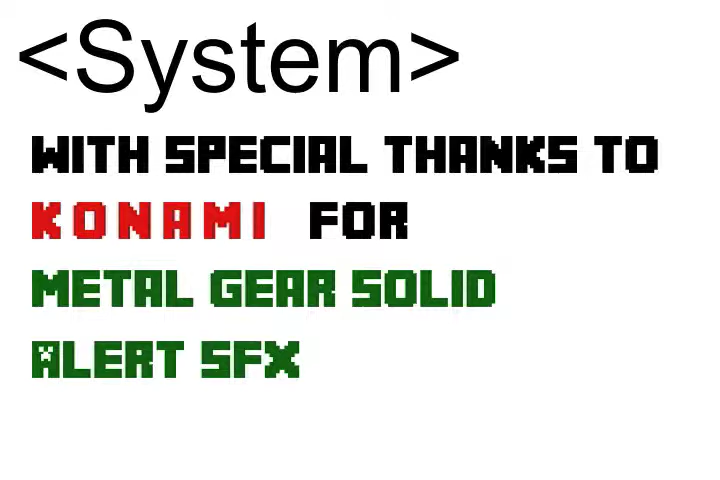 <System>
WITH SPECIAL THANKS TO
KONAMI FOR
METAL GEAR SOLID
ALERT SFX